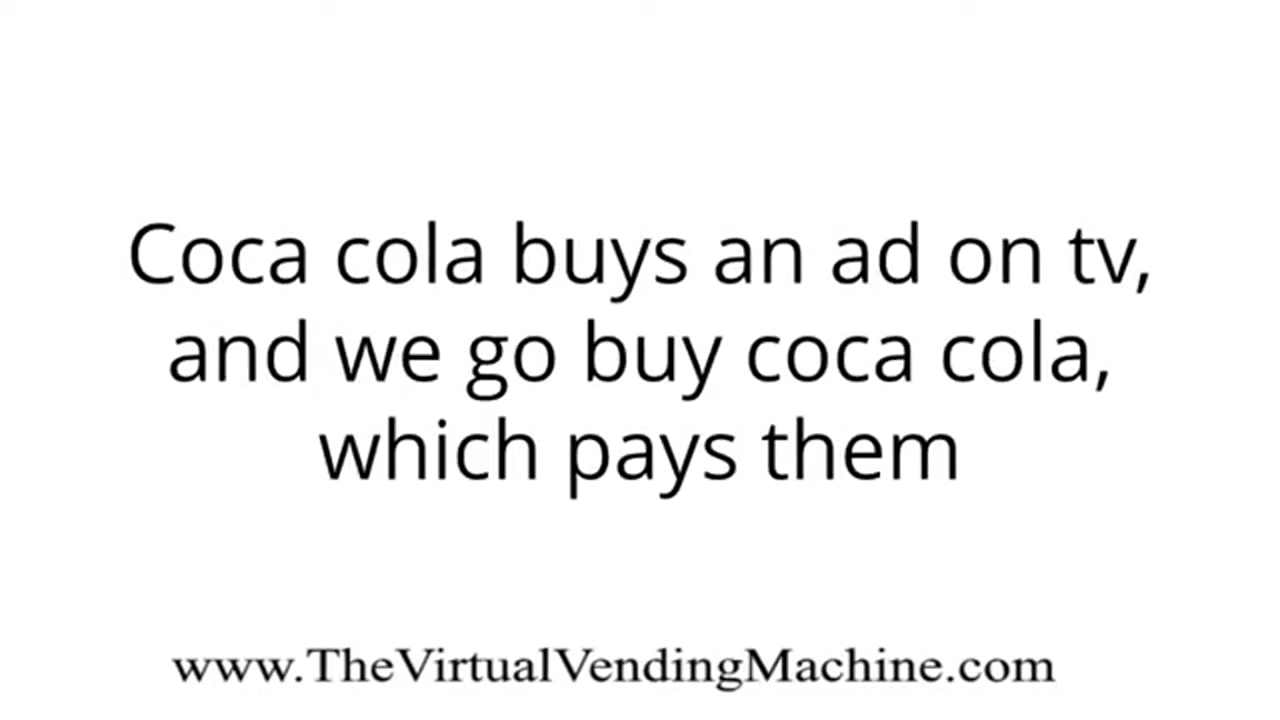 Coca cola buys an ad on tv,
and we go buy coca cola,
which pays them
www.TheVirtualVendingMachine.com